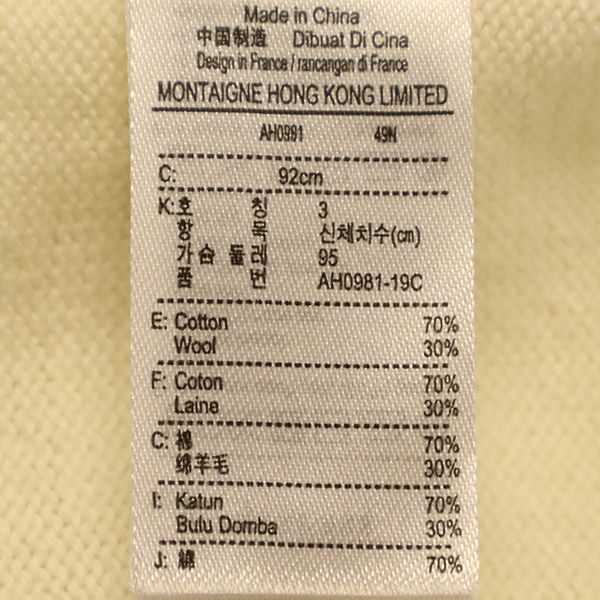 Made in China
中国制造 Dibuat Di Cina
Design in France / rancangan di France
MONTAIGNE HONG KONG LIMITED
AH0981 49N
C: 92cm
K: 호 칭 3
항 목 신체치수(cm)
가슴 둘레 95
품 번 AH0981-19C
E: Cotton 70%
Wool 30%
F: Coton 70%
Laine 30%
C: 棉 70%
绵羊毛 30%
I: Katun 70%
Bulu Domba 30%
J: 綿 70%